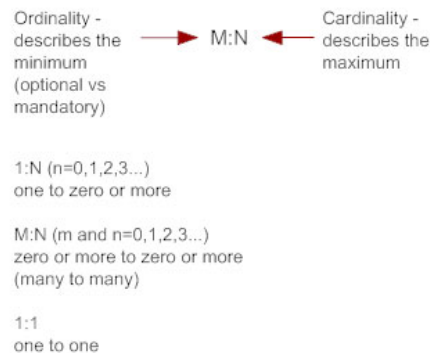 Ordinality -
describes the
minimum
(optional vs
mandatory)
M:N
Cardinality -
describes the
maximum
1:N (n=0,1,2,3...)
one to zero or more
M:N (m and n=0,1,2,3...)
zero or more to zero or more
(many to many)
1:1
one to one